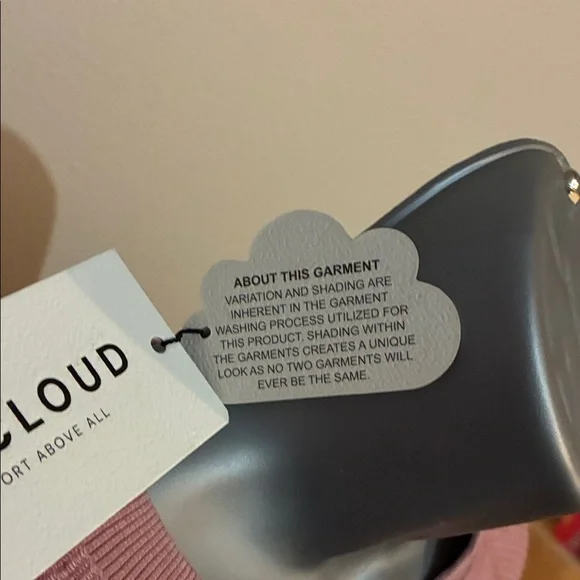 ABOUT THIS GARMENT
VARIATION AND SHADING ARE
INHERENT IN THE GARMENT
WASHING PROCESS UTILIZED FOR
THIS PRODUCT. SHADING WITHIN
THE GARMENTS CREATES A UNIQUE
LOOK AS NO TWO GARMENTS WILL
EVER BE THE SAME.
CLOUD
ORT ABOVE ALL